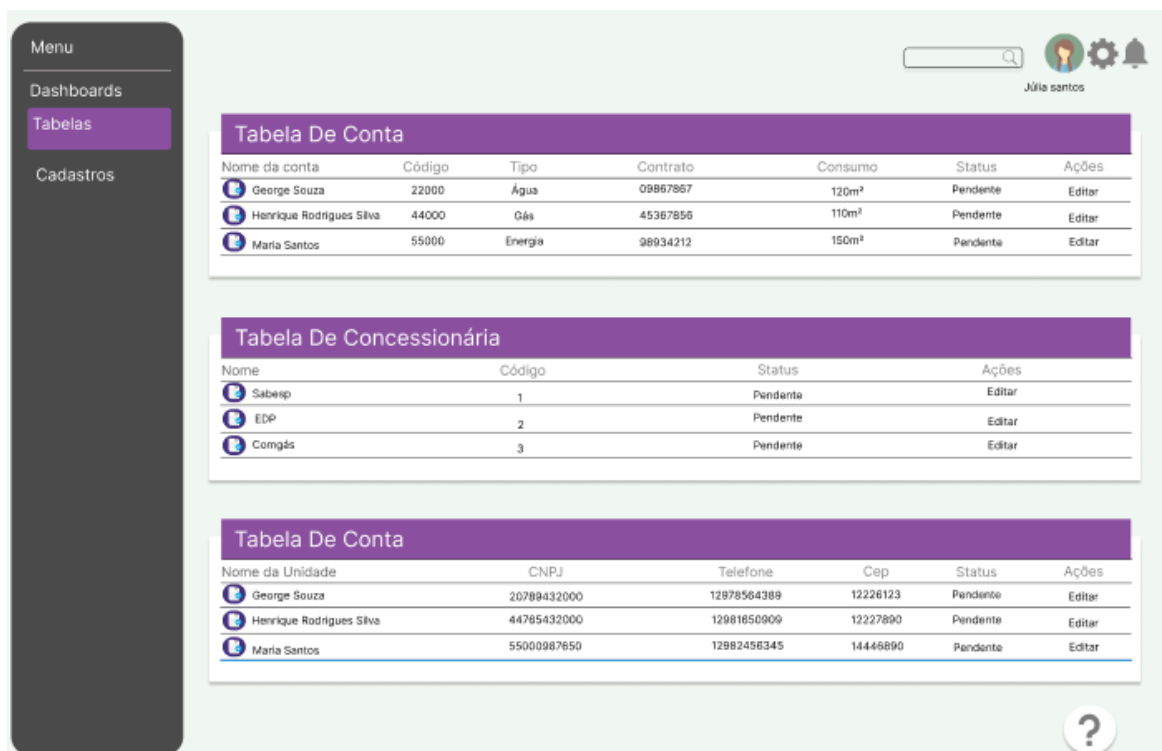 Menu
Dashboards
Tabelas
Cadastros
Júlia santos
Tabela De Conta
Nome da conta Código Tipo Contrato Consumo Status Ações
George Souza 22000 Água 09867867 120m³ Pendente Editar
Henrique Rodrigues Silva 44000 Gás 45367856 110m² Pendente Editar
Maria Santos 55000 Energia 98934212 150m³ Pendente Editar
Tabela De Concessionária
Nome Código Status Ações
Sabesp 1 Pendente Editar
EDP 2 Pendente Editar
Comgás 3 Pendente Editar
Tabela De Conta
Nome da Unidade CNPJ Telefone Cep Status Ações
George Souza 20789432000 12978564389 12226123 Pendente Editar
Henrique Rodrigues Silva 44765432000 12981650909 12227890 Pendente Editar
Maria Santos 55000987650 12982456345 14446890 Pendente Editar
?